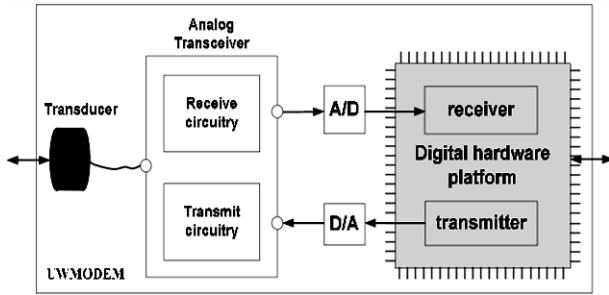 Analog
Transceiver
Transducer
Receive
circuitry
A/D
receiver
Digital hardware
platform
Transmit
circuitry
D/A
transmitter
UWMODEM